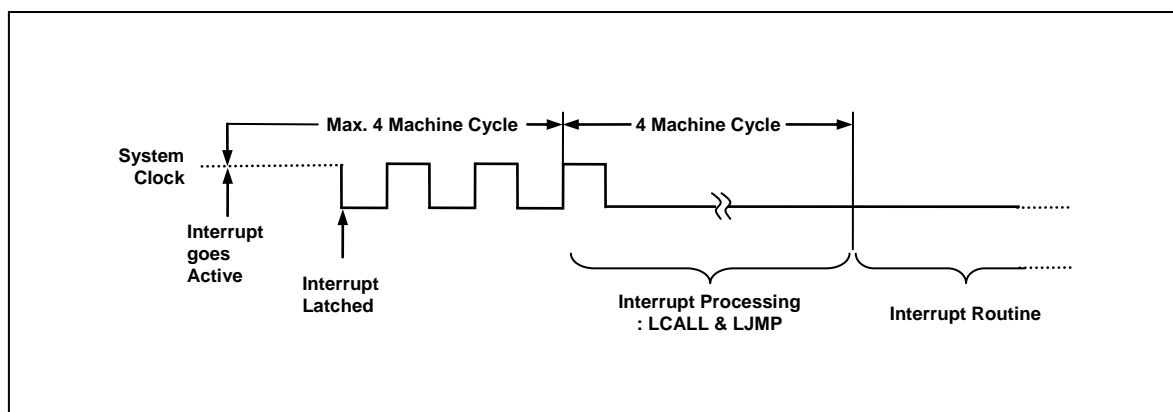 Max. 4 Machine Cycle
4 Machine Cycle
System
Clock
Interrupt
goes
Active
Interrupt
Latched
Interrupt Processing
: LCALL & LJMP
Interrupt Routine